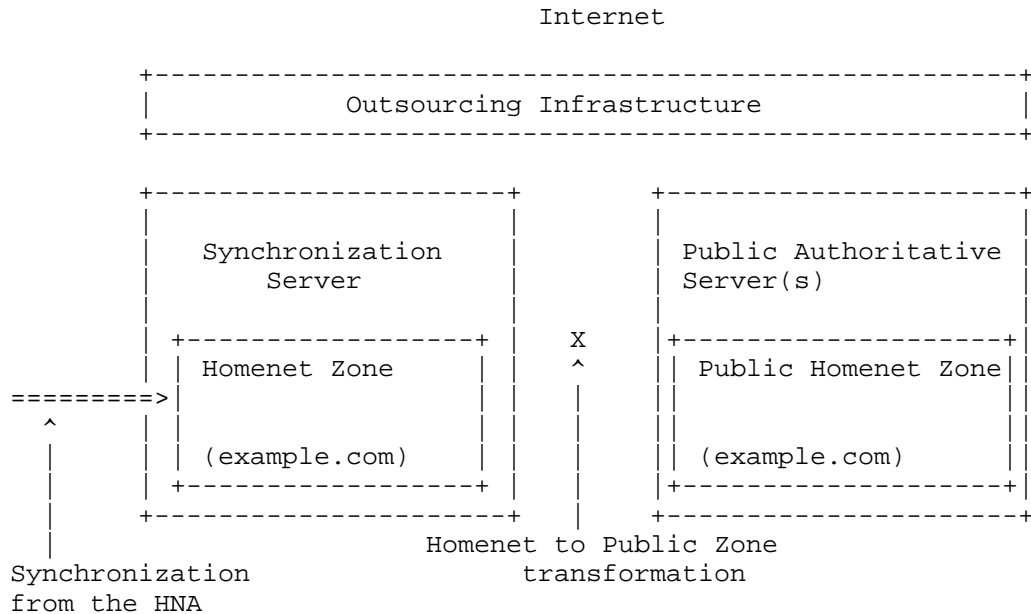 Internet
Outsourcing Infrastructure
Synchronization
Server
Public Authoritative
Server(s)
X
Homenet Zone
^
Public Homenet Zone
=========>
^
(example.com)
(example.com)
Homenet to Public Zone
transformation
Synchronization
from the HNA